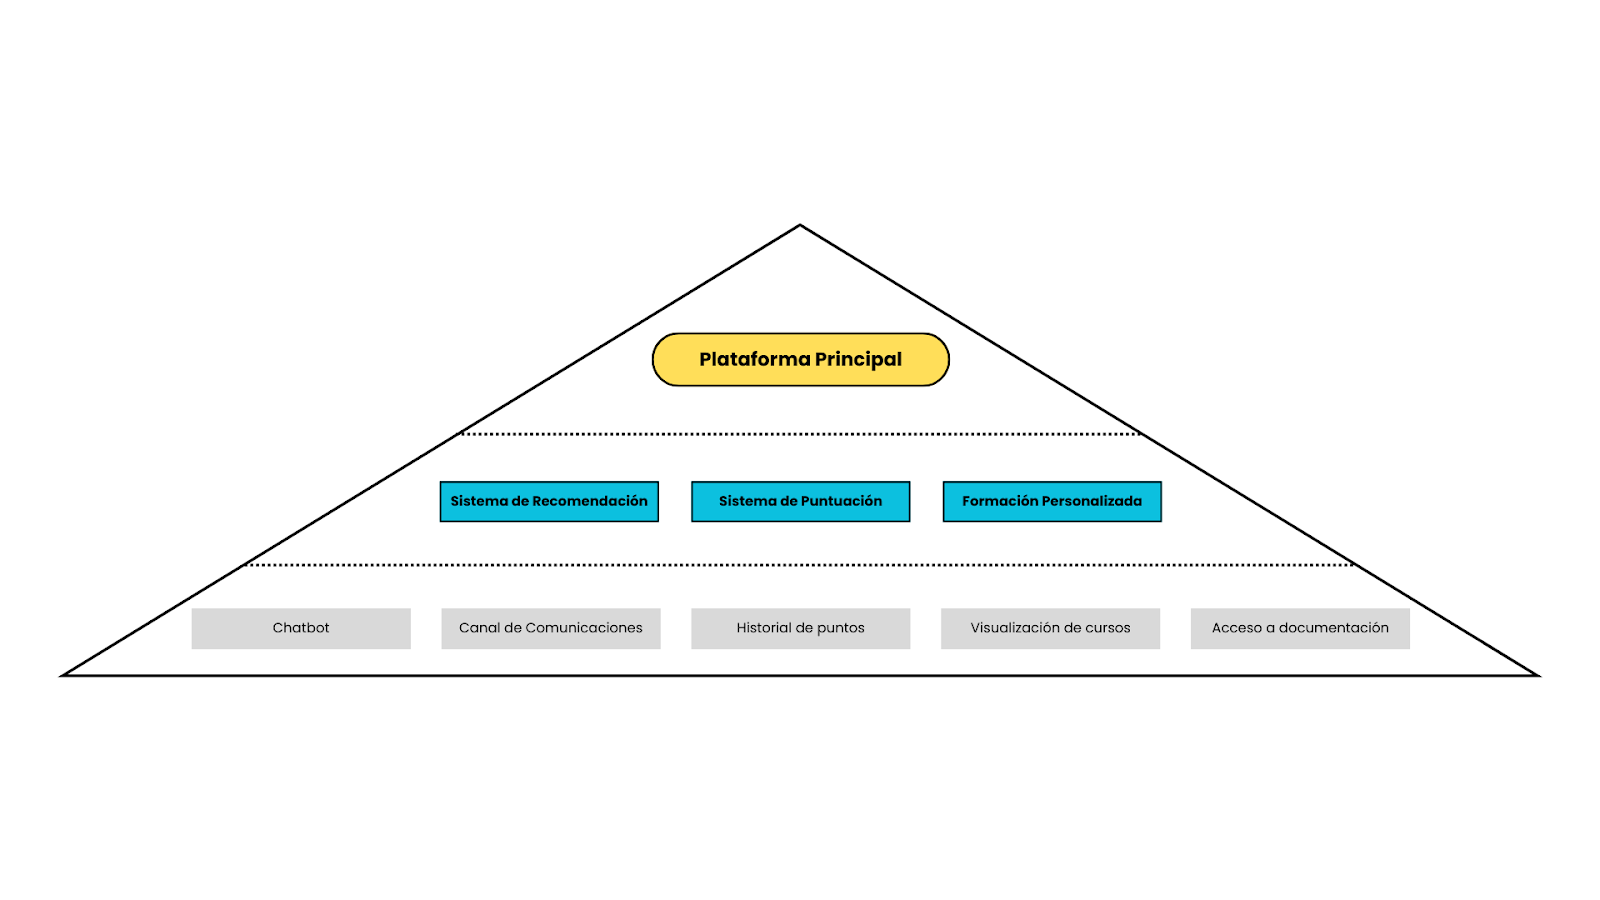 Plataforma Principal
Sistema de Recomendación
Sistema de Puntuación
Formación Personalizada
Chatbot
Canal de Comunicaciones
Historial de puntos
Visualización de cursos
Acceso a documentación